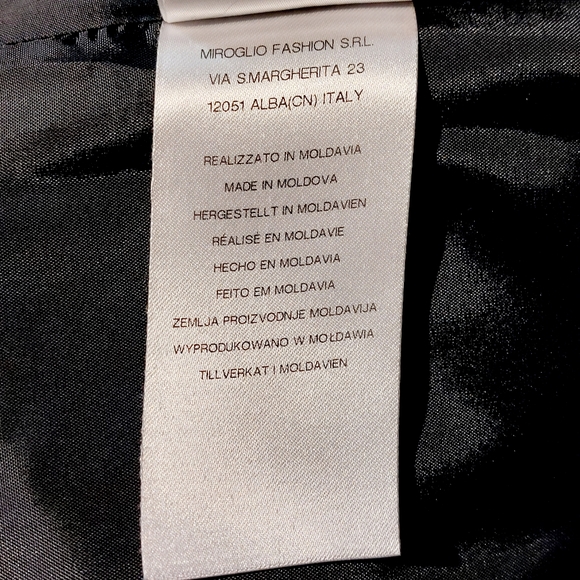 MIROGLIO FASHION S.R.L.
VIA S.MARGHERITA 23
12051 ALBA(CN) ITALY
REALIZZATO IN MOLDAVIA
MADE IN MOLDOVA
HERGESTELLT IN MOLDAVIEN
RÉALISÉ EN MOLDAVIE
HECHO EN MOLDAVIA
FEITO EM MOLDAVIA
ZEMLJA PROIZVODNJE MOLDAVIJA
WYPRODUKOWANO W MOŁDAWIA
TILLVERKAT I MOLDAVIEN